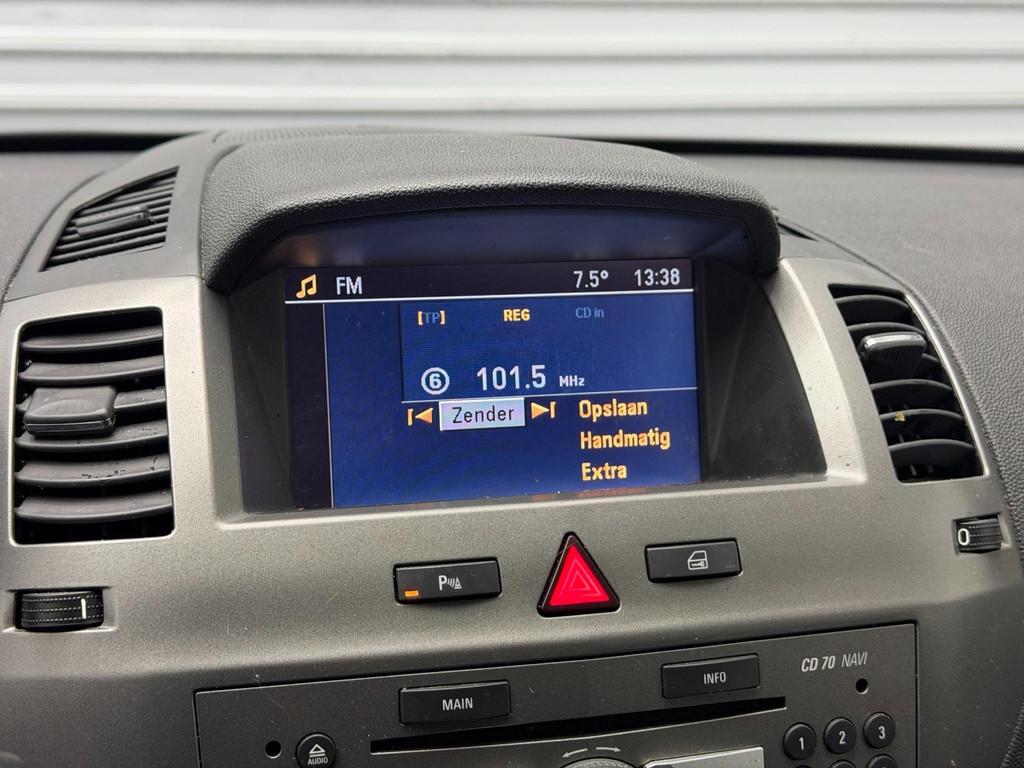 FM 7.5° 13:38
[TP] REG CD in
6 101.5 MHz
Zender Opslaan
Handmatig
Extra
P
I
O
CD 70 NAVI
MAIN INFO
AUDIO
1 2 3